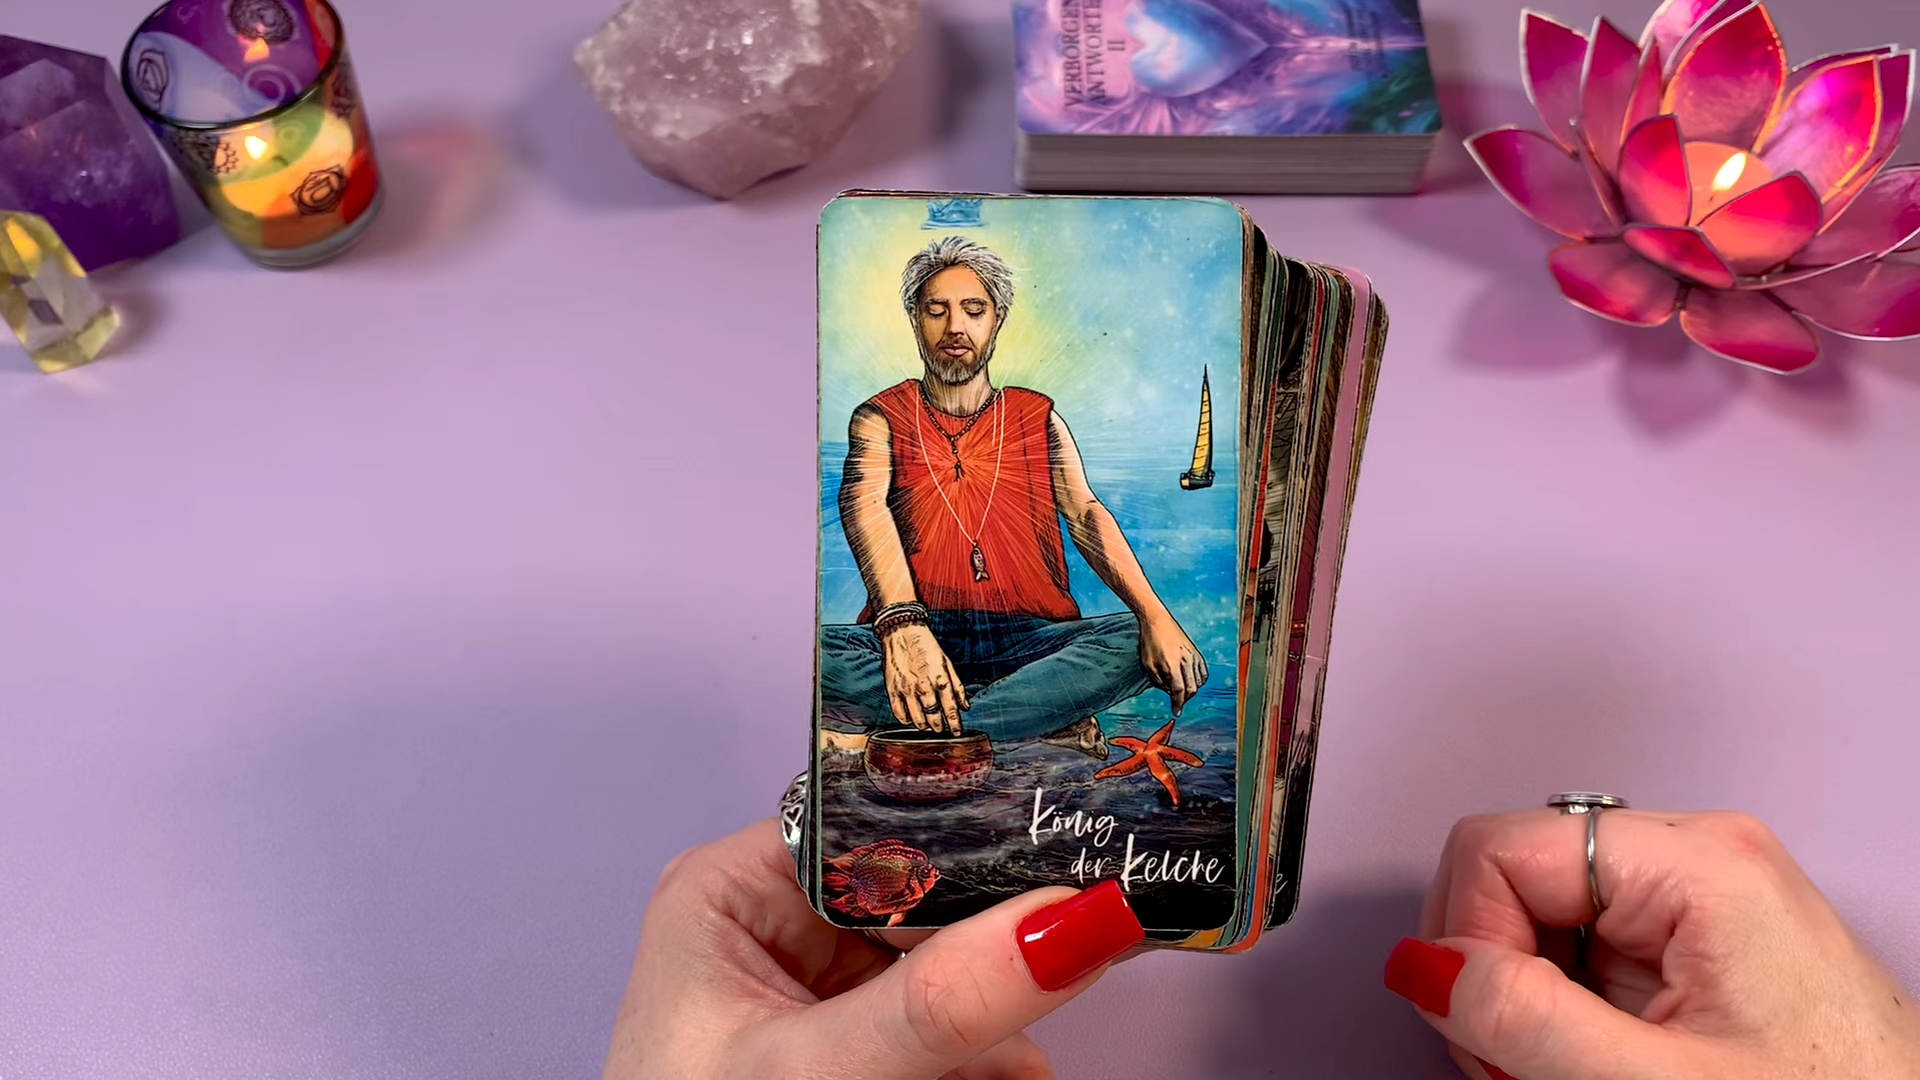 VERBORGENE
ANTWORTEN
II
König
der Kelche